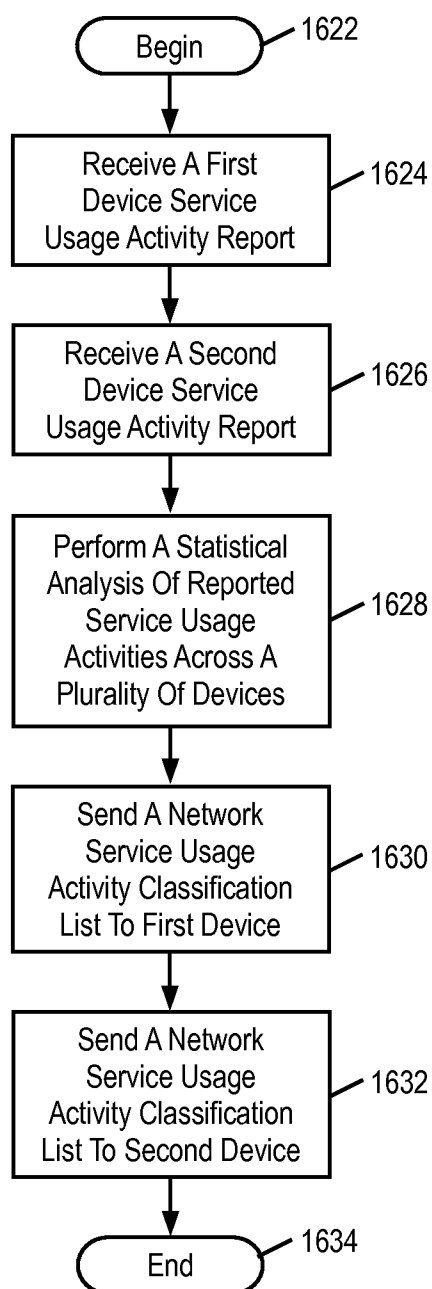 Begin
1622
Receive A First
Device Service
Usage Activity Report
1624
Receive A Second
Device Service
Usage Activity Report
1626
Perform A Statistical
Analysis Of Reported
Service Usage
Activities Across A
Plurality Of Devices
1628
Send A Network
Service Usage
Activity Classification
List To First Device
1630
Send A Network
Service Usage
Activity Classification
List To Second Device
1632
End
1634